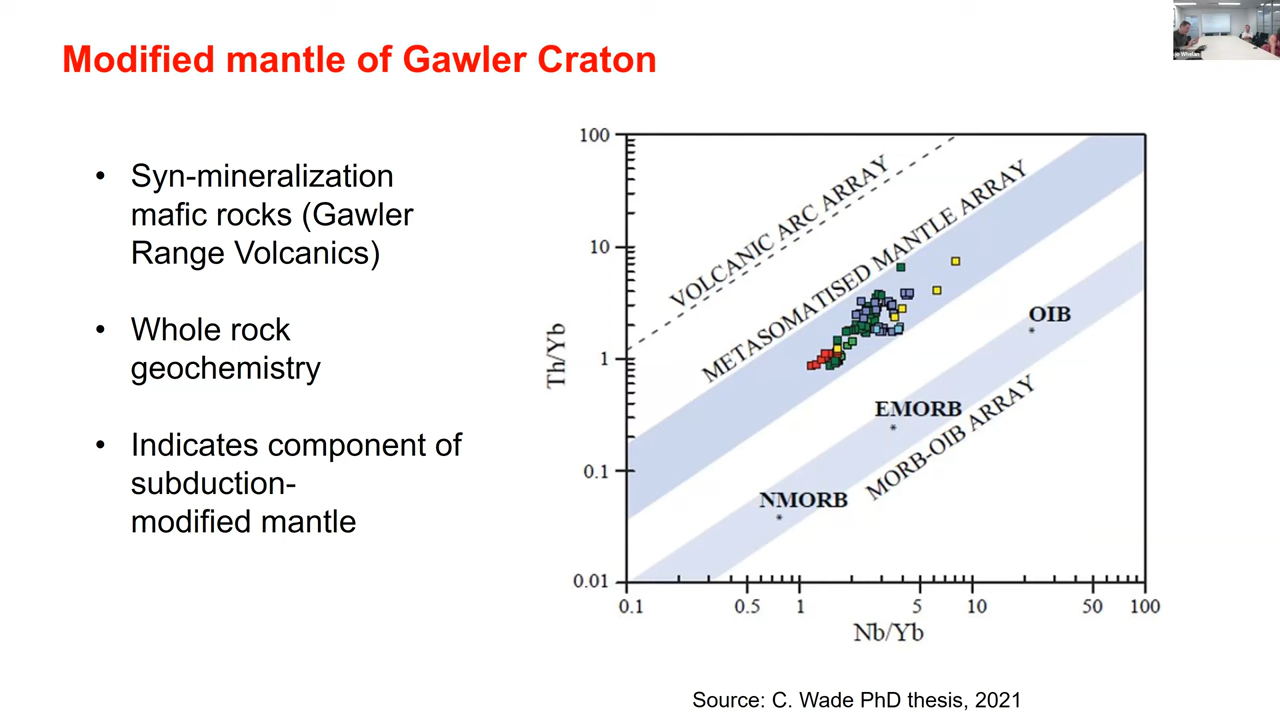 Modified mantle of Gawler Craton
• Syn-mineralization
mafic rocks (Gawler
Range Volcanics)
• Whole rock
geochemistry
• Indicates component of
subduction-
modified mantle
100
10
1
0.1
0.01
Th/Yb
VOLCANIC ARC ARRAY
METASOMATISED MANTLE ARRAY
OIB
EMORB
MORB-OIB ARRAY
NMORB
0.1
0.5
1
5
10
50
100
Nb/Yb
Source: C. Wade PhD thesis, 2021